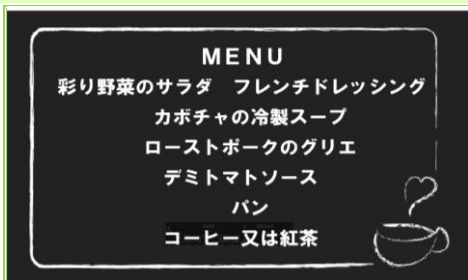 MENU
彩り野菜のサラダ　フレンチドレッシング
カボチャの冷製スープ
ローストポークのグリエ
デミトマトソース
パン
コーヒー又は紅茶